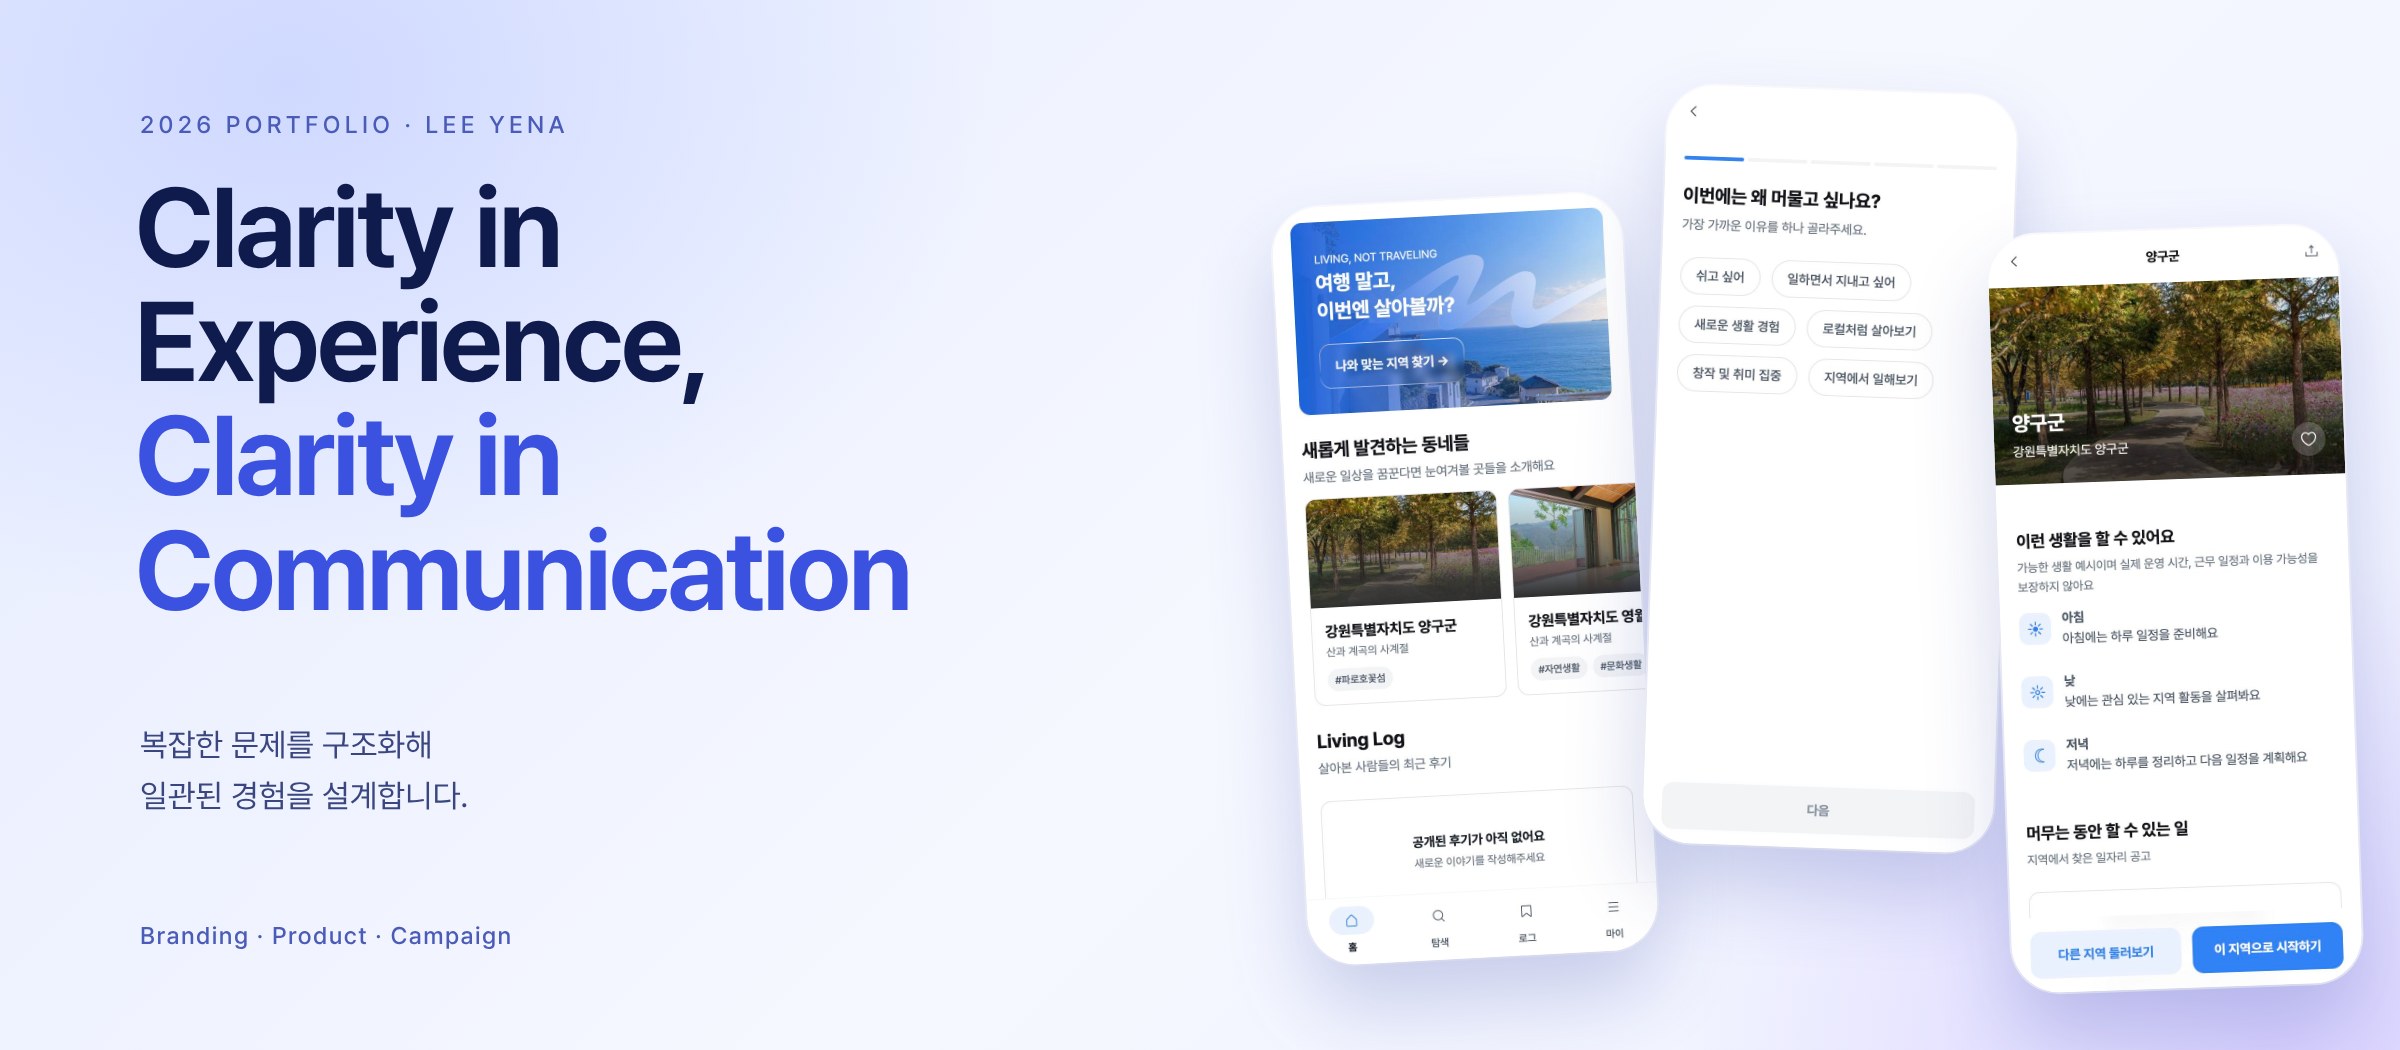 2026 PORTFOLIO · LEE YENA
Clarity in
Experience,
Clarity in
Communication
복잡한 문제를 구조화해
일관된 경험을 설계합니다.
Branding · Product · Campaign
LIVING, NOT TRAVELING
여행 말고,
이번엔 살아볼까?
나와 맞는 지역 찾기 →
새롭게 발견하는 동네들
새로운 일상을 꿈꾼다면 눈여겨볼 곳들을 소개해요
강원특별자치도 양구군
산과 계곡의 사계절
#파로호꽃섬
강원특별자치도 영월
산과 계곡의 사계절
#자연생활 #문화생활
Living Log
살아본 사람들의 최근 후기
공개된 후기가 아직 없어요
새로운 이야기를 작성해주세요
홈 탐색 로그 마이
이번에는 왜 머물고 싶나요?
가장 가까운 이유를 하나 골라주세요.
쉬고 싶어 일하면서 지내고 싶어
새로운 생활 경험 로컬처럼 살아보기
창작 및 취미 집중 지역에서 일해보기
다음
양구군
양구군
강원특별자치도 양구군
이런 생활을 할 수 있어요
가능한 생활 예시이며 실제 운영 시간, 근무 일정과 이용 가능성을
보장하지 않아요
아침
아침에는 하루 일정을 준비해요
낮
낮에는 관심 있는 지역 활동을 살펴봐요
저녁
저녁에는 하루를 정리하고 다음 일정을 계획해요
머무는 동안 할 수 있는 일
지역에서 찾은 일자리 공고
다른 지역 둘러보기 이 지역으로 시작하기